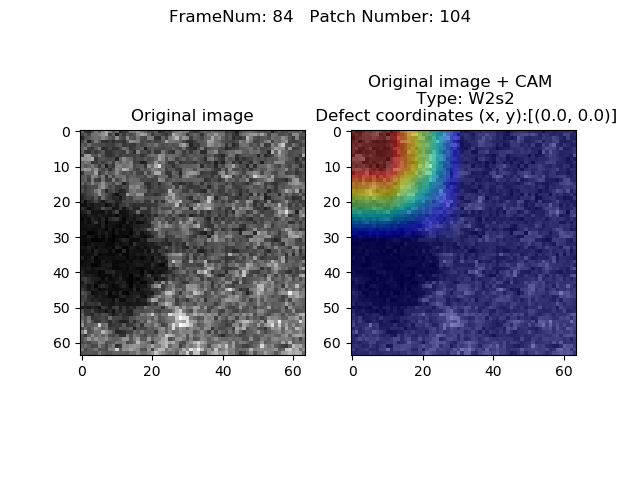 FrameNum: 84   Patch Number: 104
Original image
0
10
20
30
40
50
60
0 20 40 60
Original image + CAM
Type: W2s2
Defect coordinates (x, y):[(0.0, 0.0)]
0
10
20
30
40
50
60
0 20 40 60